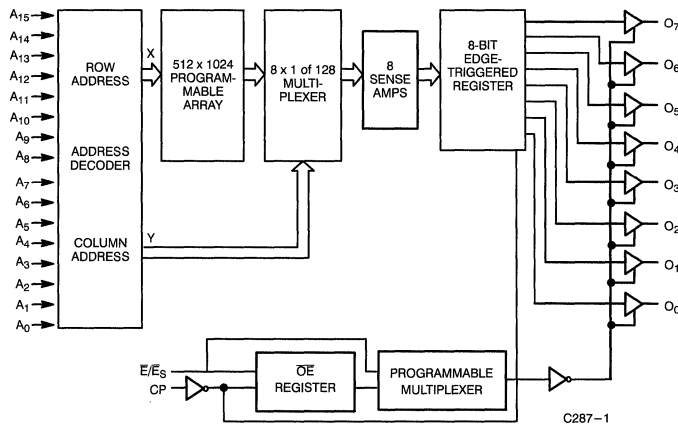 A15
A14
A13
A12
A11
A10
A9
A8
A7
A6
A5
A4
A3
A2
A1
A0
ROW
ADDRESS
ADDRESS
DECODER
COLUMN
ADDRESS
X
Y
512 x 1024
PROGRAM-
MABLE
ARRAY
8 x 1 of 128
MULTI-
PLEXER
8
SENSE
AMPS
8-BIT
EDGE-
TRIGGERED
REGISTER
O7
O6
O5
O4
O3
O2
O1
O0
E̅/E̅S
CP
O̅E̅
REGISTER
PROGRAMMABLE
MULTIPLEXER
C287-1